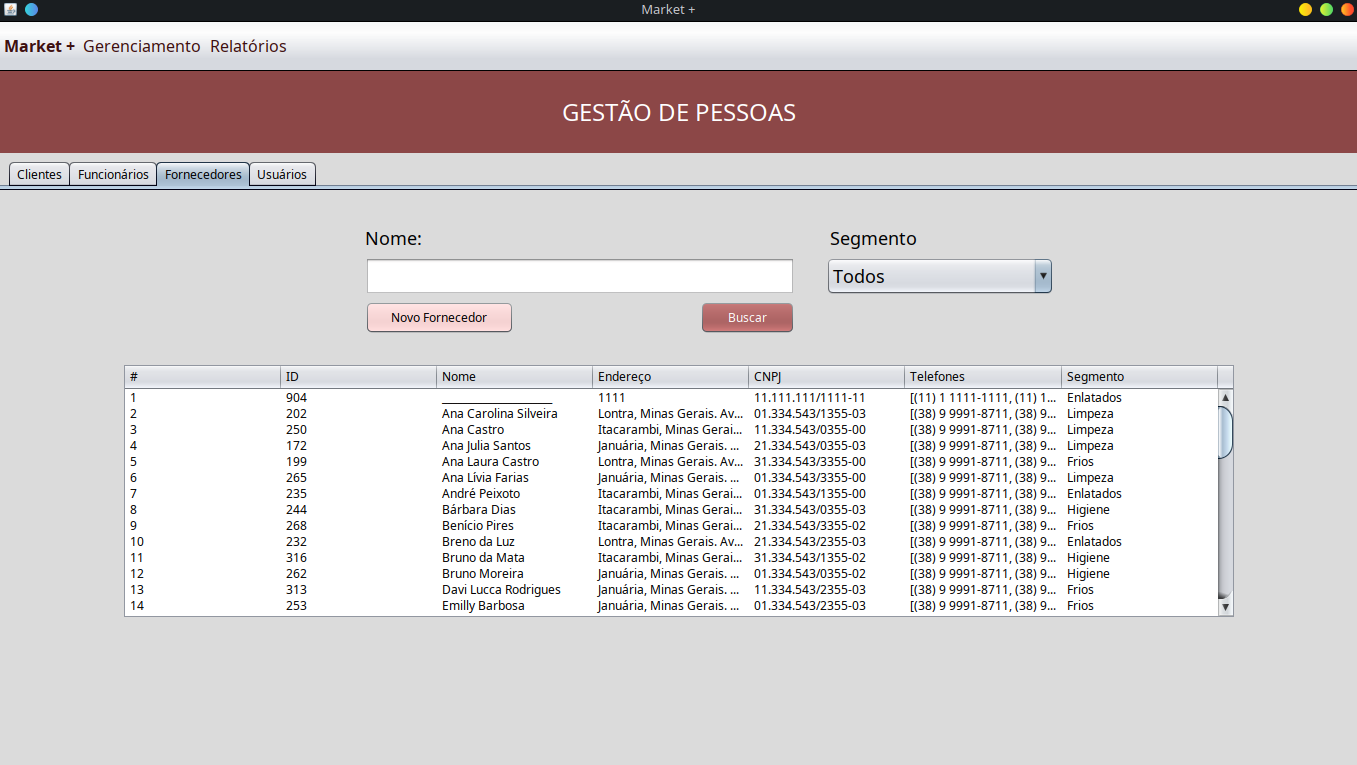 Market +
Market + Gerenciamento Relatórios
GESTÃO DE PESSOAS
Clientes Funcionários Fornecedores Usuários
Nome: Segmento
Todos
Novo Fornecedor Buscar
# ID Nome Endereço CNPJ Telefones Segmento
1 904 ____________________ 1111 11.111.111/1111-11 [(11) 1 1111-1111, (11) 1... Enlatados
2 202 Ana Carolina Silveira Lontra, Minas Gerais. Av... 01.334.543/1355-03 [(38) 9 9991-8711, (38) 9... Limpeza
3 250 Ana Castro Itacarambi, Minas Gerai... 11.334.543/0355-00 [(38) 9 9991-8711, (38) 9... Limpeza
4 172 Ana Julia Santos Januária, Minas Gerais. ... 21.334.543/0355-03 [(38) 9 9991-8711, (38) 9... Limpeza
5 199 Ana Laura Castro Lontra, Minas Gerais. Av... 31.334.543/3355-00 [(38) 9 9991-8711, (38) 9... Frios
6 265 Ana Lívia Farias Januária, Minas Gerais. ... 01.334.543/3355-00 [(38) 9 9991-8711, (38) 9... Limpeza
7 235 André Peixoto Itacarambi, Minas Gerai... 01.334.543/1355-00 [(38) 9 9991-8711, (38) 9... Enlatados
8 244 Bárbara Dias Itacarambi, Minas Gerai... 31.334.543/0355-03 [(38) 9 9991-8711, (38) 9... Higiene
9 268 Benício Pires Itacarambi, Minas Gerai... 21.334.543/3355-02 [(38) 9 9991-8711, (38) 9... Frios
10 232 Breno da Luz Lontra, Minas Gerais. Av... 21.334.543/2355-03 [(38) 9 9991-8711, (38) 9... Enlatados
11 316 Bruno da Mata Itacarambi, Minas Gerai... 31.334.543/1355-02 [(38) 9 9991-8711, (38) 9... Higiene
12 262 Bruno Moreira Januária, Minas Gerais. ... 01.334.543/0355-02 [(38) 9 9991-8711, (38) 9... Higiene
13 313 Davi Lucca Rodrigues Januária, Minas Gerais. ... 11.334.543/2355-03 [(38) 9 9991-8711, (38) 9... Frios
14 253 Emilly Barbosa Januária, Minas Gerais. ... 01.334.543/2355-03 [(38) 9 9991-8711, (38) 9... Frios